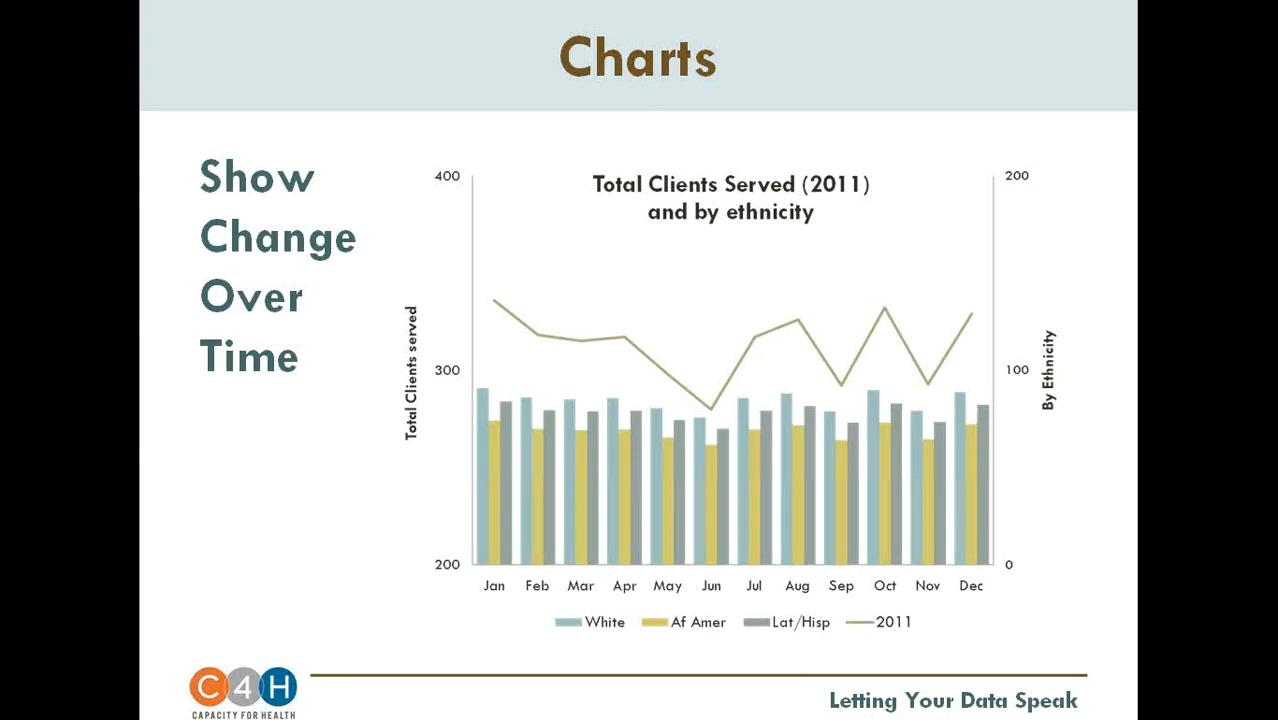 Charts
Show
Change
Over
Time
Total Clients Served (2011)
and by ethnicity
400
300
200
Total Clients served
200
100
0
By Ethnicity
Jan Feb Mar Apr May Jun Jul Aug Sep Oct Nov Dec
White Af Amer Lat/Hisp 2011
C4H
CAPACITY FOR HEALTH
Letting Your Data Speak